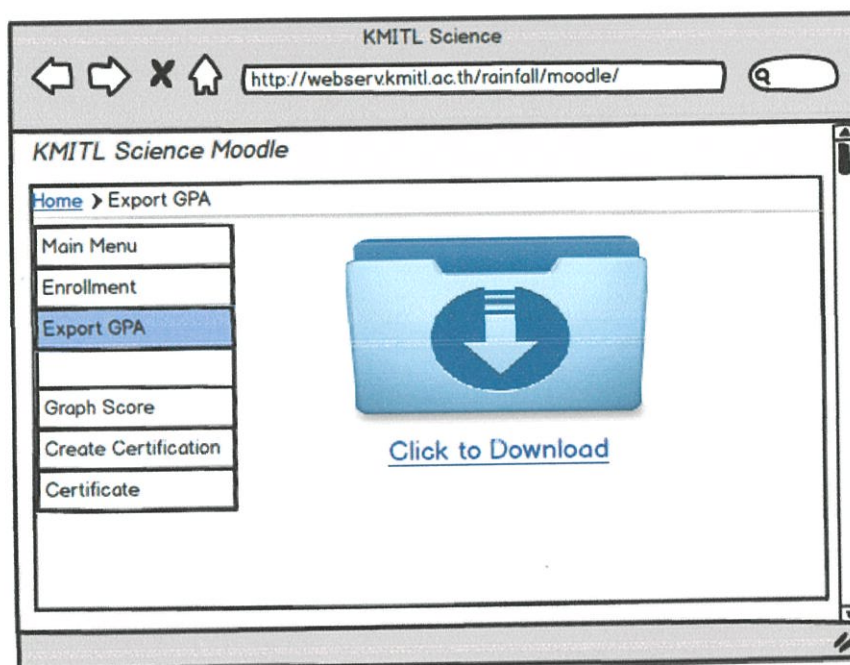 KMITL Science
http://webserv.kmitl.ac.th/rainfall/moodle/
KMITL Science Moodle
Home > Export GPA
Main Menu
Enrollment
Export GPA
Graph Score
Create Certification
Certificate
Click to Download